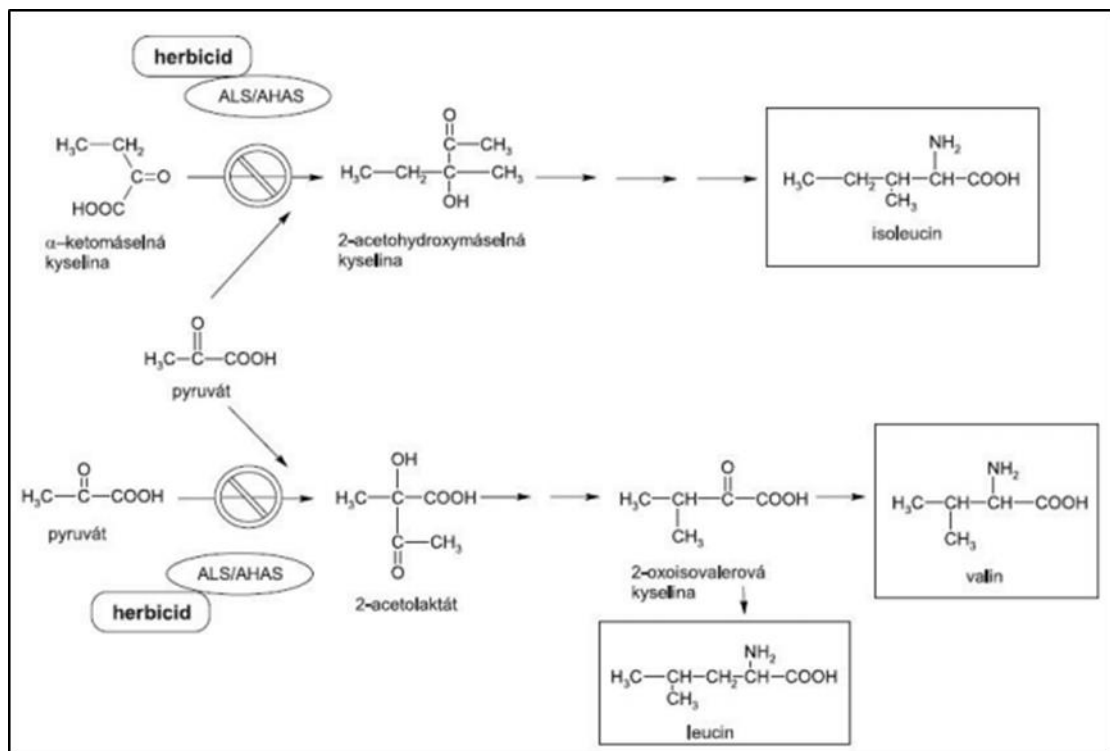 herbicid
ALS/AHAS
H₃C—CH₂
C=O
HOOC
α–ketomáselná
kyselina
O
C—CH₃
H₃C—CH₂—C—CH₃
OH
2-acetohydroxymáselná
kyselina
NH₂
H₃C—CH₂—CH—CH—COOH
CH₃
isoleucin
O
H₃C—C—COOH
pyruvát
O
H₃C—C—COOH
pyruvát
ALS/AHAS
herbicid
OH
H₃C—C—COOH
C—CH₃
O
2-acetolaktát
O
H₃C—CH—C—COOH
CH₃
2-oxoisovalerová
kyselina
NH₂
H₃C—CH—CH—COOH
CH₃
valin
NH₂
H₃C—CH—CH₂—CH—COOH
CH₃
leucin